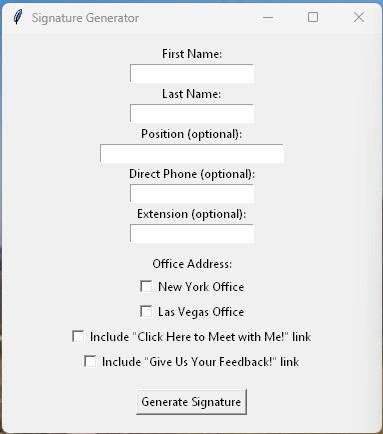 Signature Generator
First Name:
Last Name:
Position (optional):
Direct Phone (optional):
Extension (optional):
Office Address:
New York Office
Las Vegas Office
Include "Click Here to Meet with Me!" link
Include "Give Us Your Feedback!" link
Generate Signature